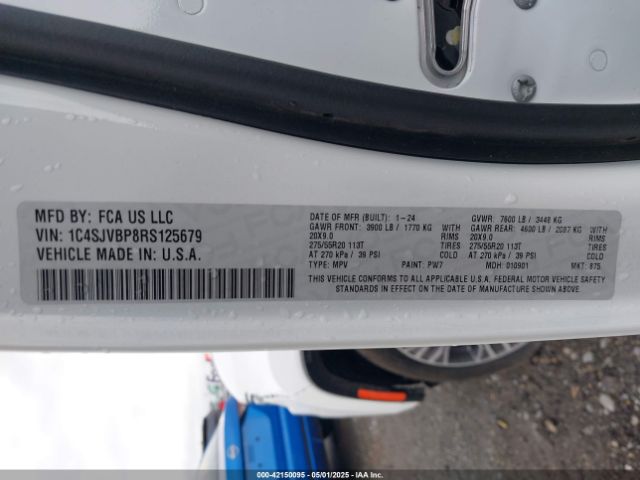 MFD BY: FCA US LLC
VIN: 1C4SJVBP8RS125679
VEHICLE MADE IN: U.S.A.
DATE OF MFR (BUILT): 1-24 GVWR: 7600 LB / 3448 KG
GAWR FRONT: 3900 LB / 1770 KG WITH GAWR REAR: 4600 LB / 2087 KG WITH
20X9.0 RIMS 20X9.0 RIMS
275/55R20 113T TIRES 275/55R20 113T TIRES
AT 270 kPa / 39 PSI COLD AT 270 kPa / 39 PSI COLD
TYPE: MPV PAINT: PW7 MDH: 010901 MKT: 875
THIS VEHICLE CONFORMS TO ALL APPLICABLE U.S.A. FEDERAL MOTOR VEHICLE SAFETY
STANDARDS IN EFFECT ON THE DATE OF MANUFACTURE SHOWN ABOVE.
000-42150095 - 05/01/2025 - IAAI.com